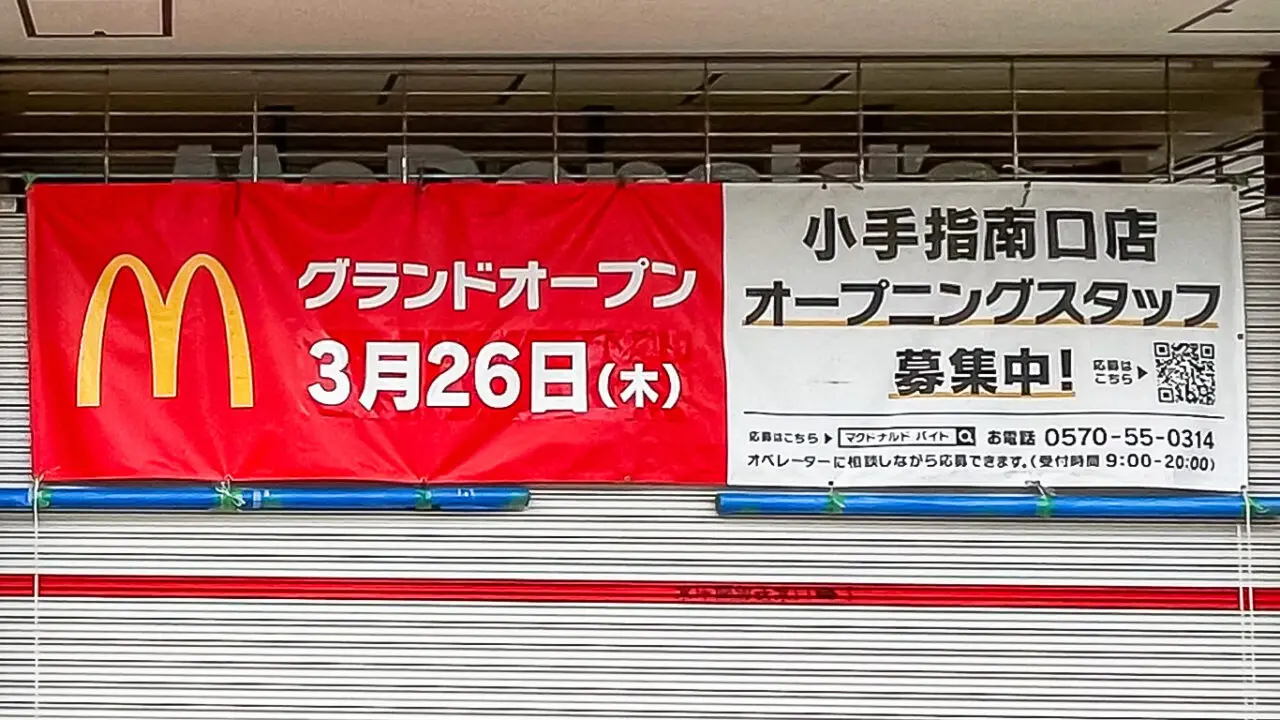 グランドオープン
3月26日(木)
小手指南口店
オープニングスタッフ
募集中!
応募は
こちら▶
応募はこちら▶ マクドナルド バイト お電話 0570-55-0314
オペレーターに相談しながら応募できます。(受付時間 9:00-20:00)